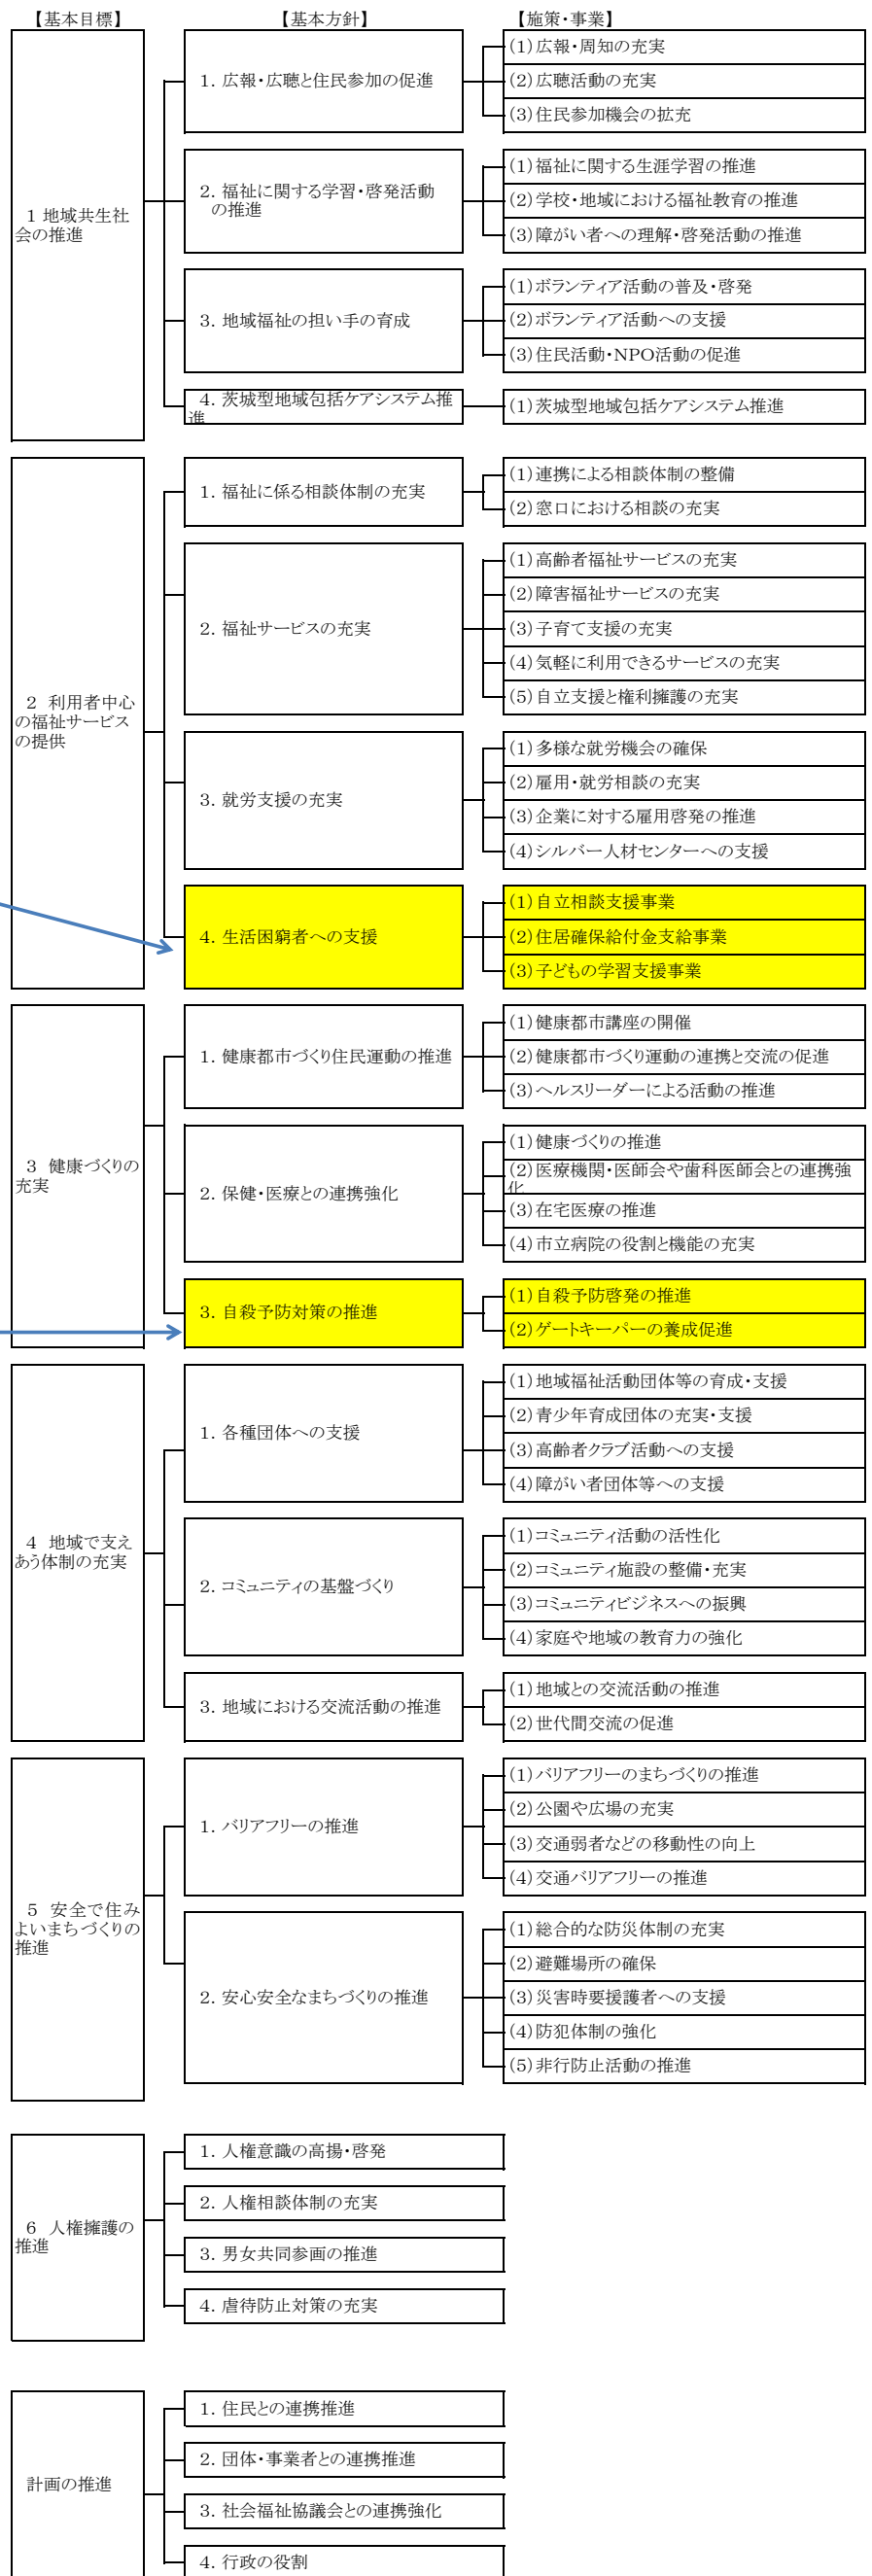 【基本目標】
【基本方針】
【施策・事業】
1 地域共生社
会の推進
1. 広報・広聴と住民参加の促進
(1)広報・周知の充実
(2)広聴活動の充実
(3)住民参加機会の拡充
2. 福祉に関する学習・啓発活動
の推進
(1)福祉に関する生涯学習の推進
(2)学校・地域における福祉教育の推進
(3)障がい者への理解・啓発活動の推進
3. 地域福祉の担い手の育成
(1)ボランティア活動の普及・啓発
(2)ボランティア活動への支援
(3)住民活動・NPO活動の促進
4. 茨城型地域包括ケアシステム推
進
(1)茨城型地域包括ケアシステム推進
2 利用者中心
の福祉サービス
の提供
1. 福祉に係る相談体制の充実
(1)連携による相談体制の整備
(2)窓口における相談の充実
2. 福祉サービスの充実
(1)高齢者福祉サービスの充実
(2)障害福祉サービスの充実
(3)子育て支援の充実
(4)気軽に利用できるサービスの充実
(5)自立支援と権利擁護の充実
3. 就労支援の充実
(1)多様な就労機会の確保
(2)雇用・就労相談の充実
(3)企業に対する雇用啓発の推進
(4)シルバー人材センターへの支援
4. 生活困窮者への支援
(1)自立相談支援事業
(2)住居確保給付金支給事業
(3)子どもの学習支援事業
3 健康づくりの
充実
1. 健康都市づくり住民運動の推進
(1)健康都市講座の開催
(2)健康都市づくり運動の連携と交流の促進
(3)ヘルスリーダーによる活動の推進
2. 保健・医療との連携強化
(1)健康づくりの推進
(2)医療機関・医師会や歯科医師会との連携強
化
(3)在宅医療の推進
(4)市立病院の役割と機能の充実
3. 自殺予防対策の推進
(1)自殺予防啓発の推進
(2)ゲートキーパーの養成促進
4 地域で支え
あう体制の充実
1. 各種団体への支援
(1)地域福祉活動団体等の育成・支援
(2)青少年育成団体の充実・支援
(3)高齢者クラブ活動への支援
(4)障がい者団体等への支援
2. コミュニティの基盤づくり
(1)コミュニティ活動の活性化
(2)コミュニティ施設の整備・充実
(3)コミュニティビジネスへの振興
(4)家庭や地域の教育力の強化
3. 地域における交流活動の推進
(1)地域との交流活動の推進
(2)世代間交流の促進
5 安全で住み
よいまちづくりの
推進
1. バリアフリーの推進
(1)バリアフリーのまちづくりの推進
(2)公園や広場の充実
(3)交通弱者などの移動性の向上
(4)交通バリアフリーの推進
2. 安心安全なまちづくりの推進
(1)総合的な防災体制の充実
(2)避難場所の確保
(3)災害時要援護者への支援
(4)防犯体制の強化
(5)非行防止活動の推進
6 人権擁護の
推進
1. 人権意識の高揚・啓発
2. 人権相談体制の充実
3. 男女共同参画の推進
4. 虐待防止対策の充実
計画の推進
1. 住民との連携推進
2. 団体・事業者との連携推進
3. 社会福祉協議会との連携強化
4. 行政の役割